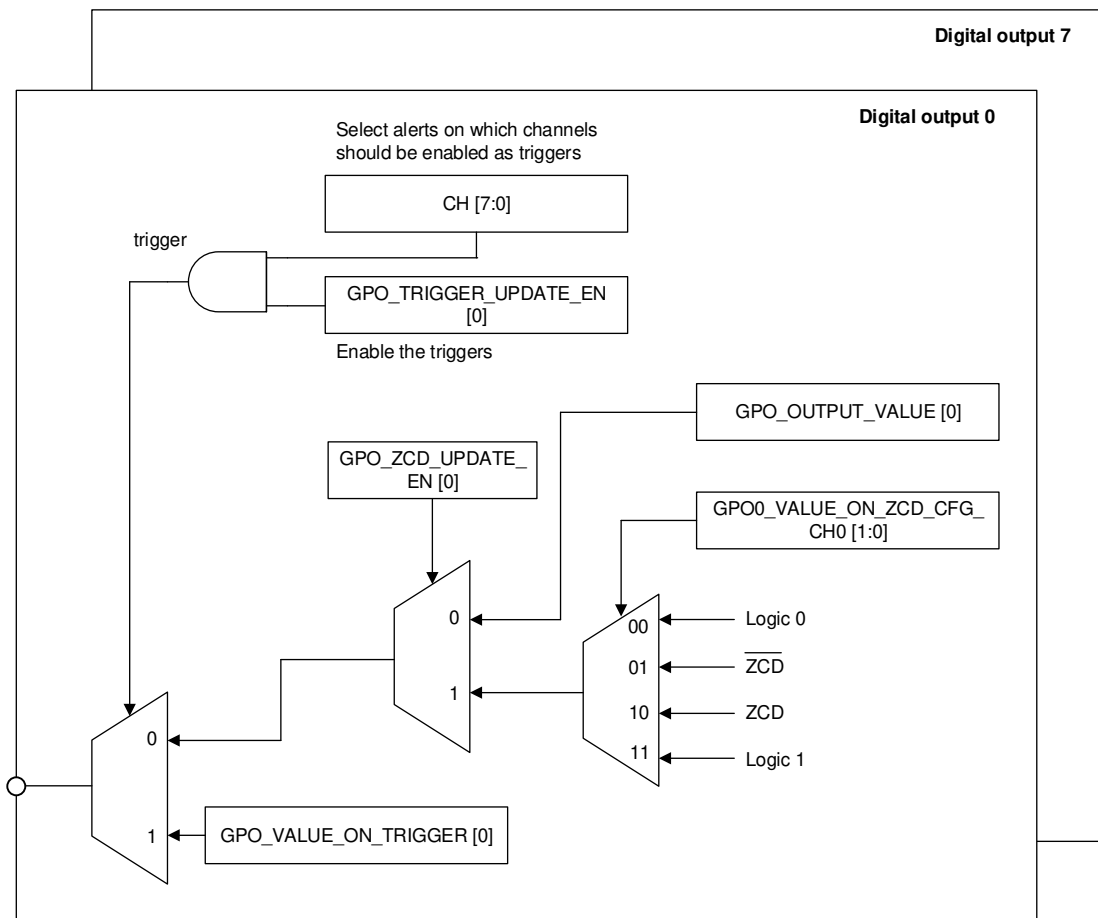 Digital output 7
Digital output 0
Select alerts on which channels
should be enabled as triggers
CH [7:0]
trigger
GPO_TRIGGER_UPDATE_EN
[0]
Enable the triggers
GPO_OUTPUT_VALUE [0]
GPO_ZCD_UPDATE_
EN [0]
GPO0_VALUE_ON_ZCD_CFG_
CH0 [1:0]
0
1
00
01
10
11
Logic 0
Z̅C̅D̅
ZCD
Logic 1
0
1
GPO_VALUE_ON_TRIGGER [0]